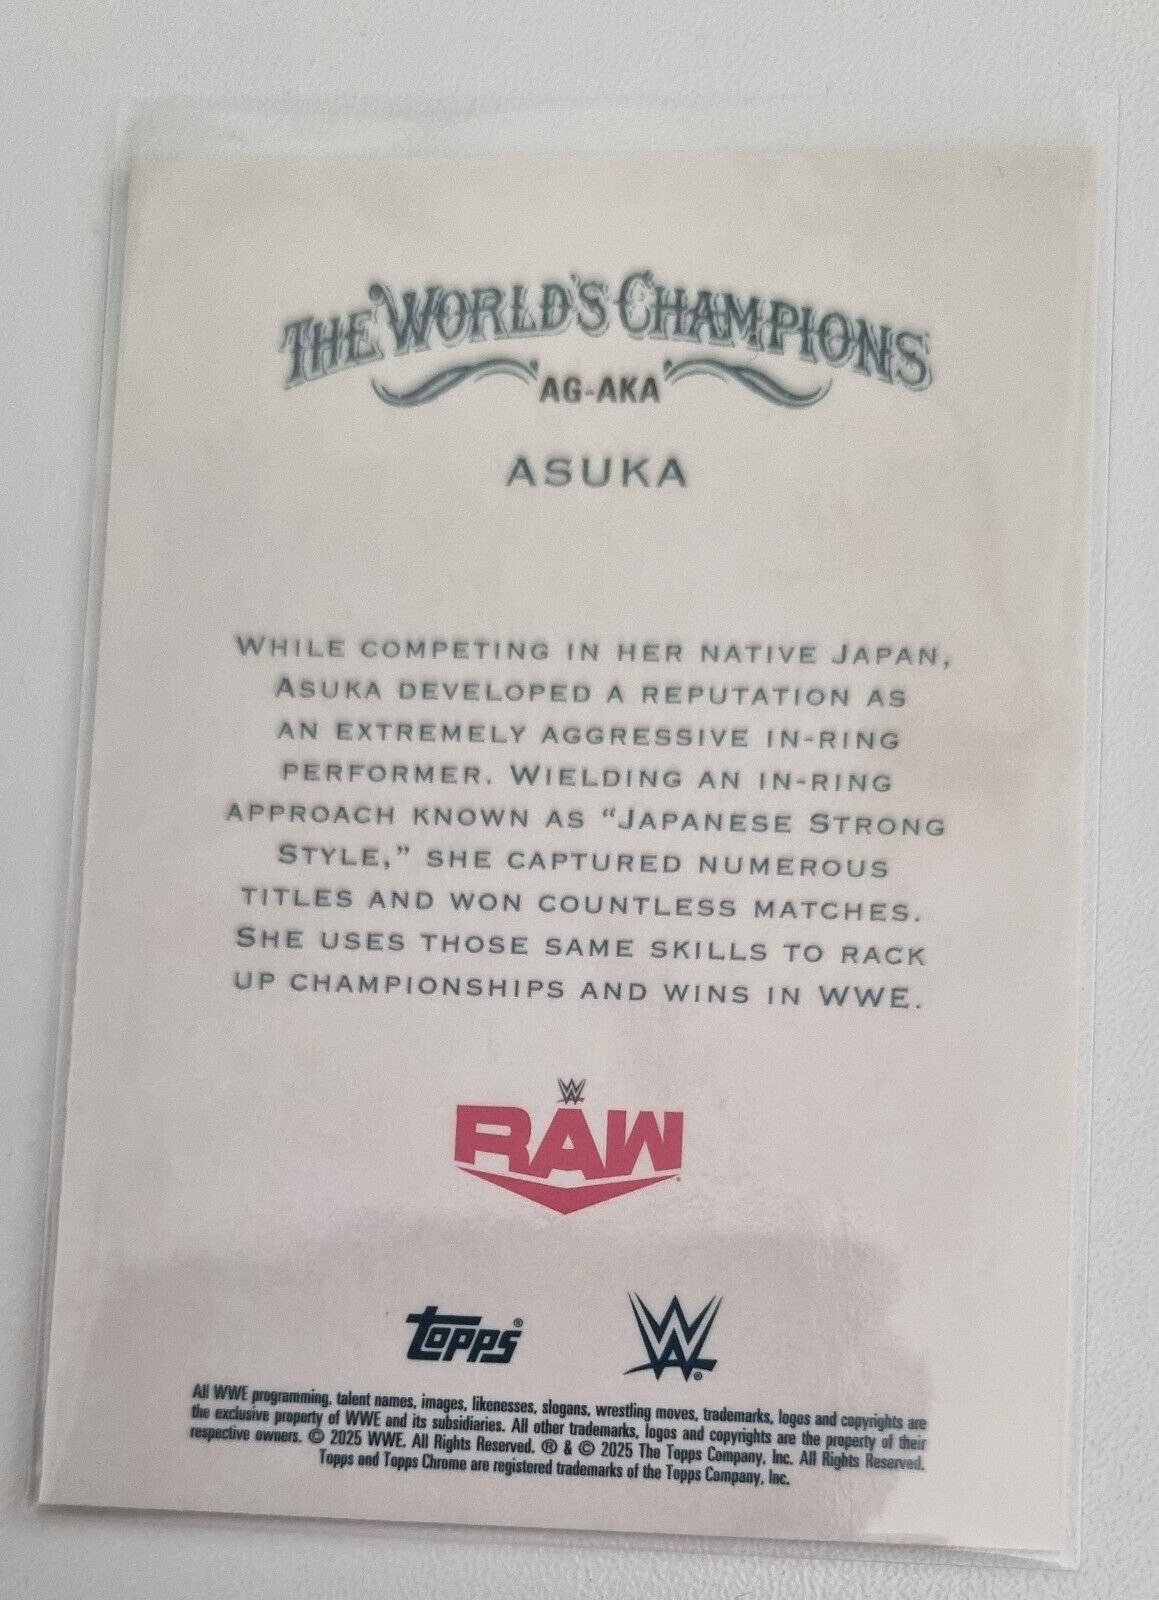 THE WORLD'S CHAMPIONS
AG-AKA
ASUKA
WHILE COMPETING IN HER NATIVE JAPAN,
ASUKA DEVELOPED A REPUTATION AS
AN EXTREMELY AGGRESSIVE IN-RING
PERFORMER. WIELDING AN IN-RING
APPROACH KNOWN AS “JAPANESE STRONG
STYLE,” SHE CAPTURED NUMEROUS
TITLES AND WON COUNTLESS MATCHES.
SHE USES THOSE SAME SKILLS TO RACK
UP CHAMPIONSHIPS AND WINS IN WWE.
W
RAW
topps®
W®
All WWE programming, talent names, images, likenesses, slogans, wrestling moves, trademarks, logos and copyrights are
the exclusive property of WWE and its subsidiaries. All other trademarks, logos and copyrights are the property of their
respective owners. © 2025 WWE. All Rights Reserved. ® & © 2025 The Topps Company, Inc. All Rights Reserved.
Topps and Topps Chrome are registered trademarks of the Topps Company, Inc.